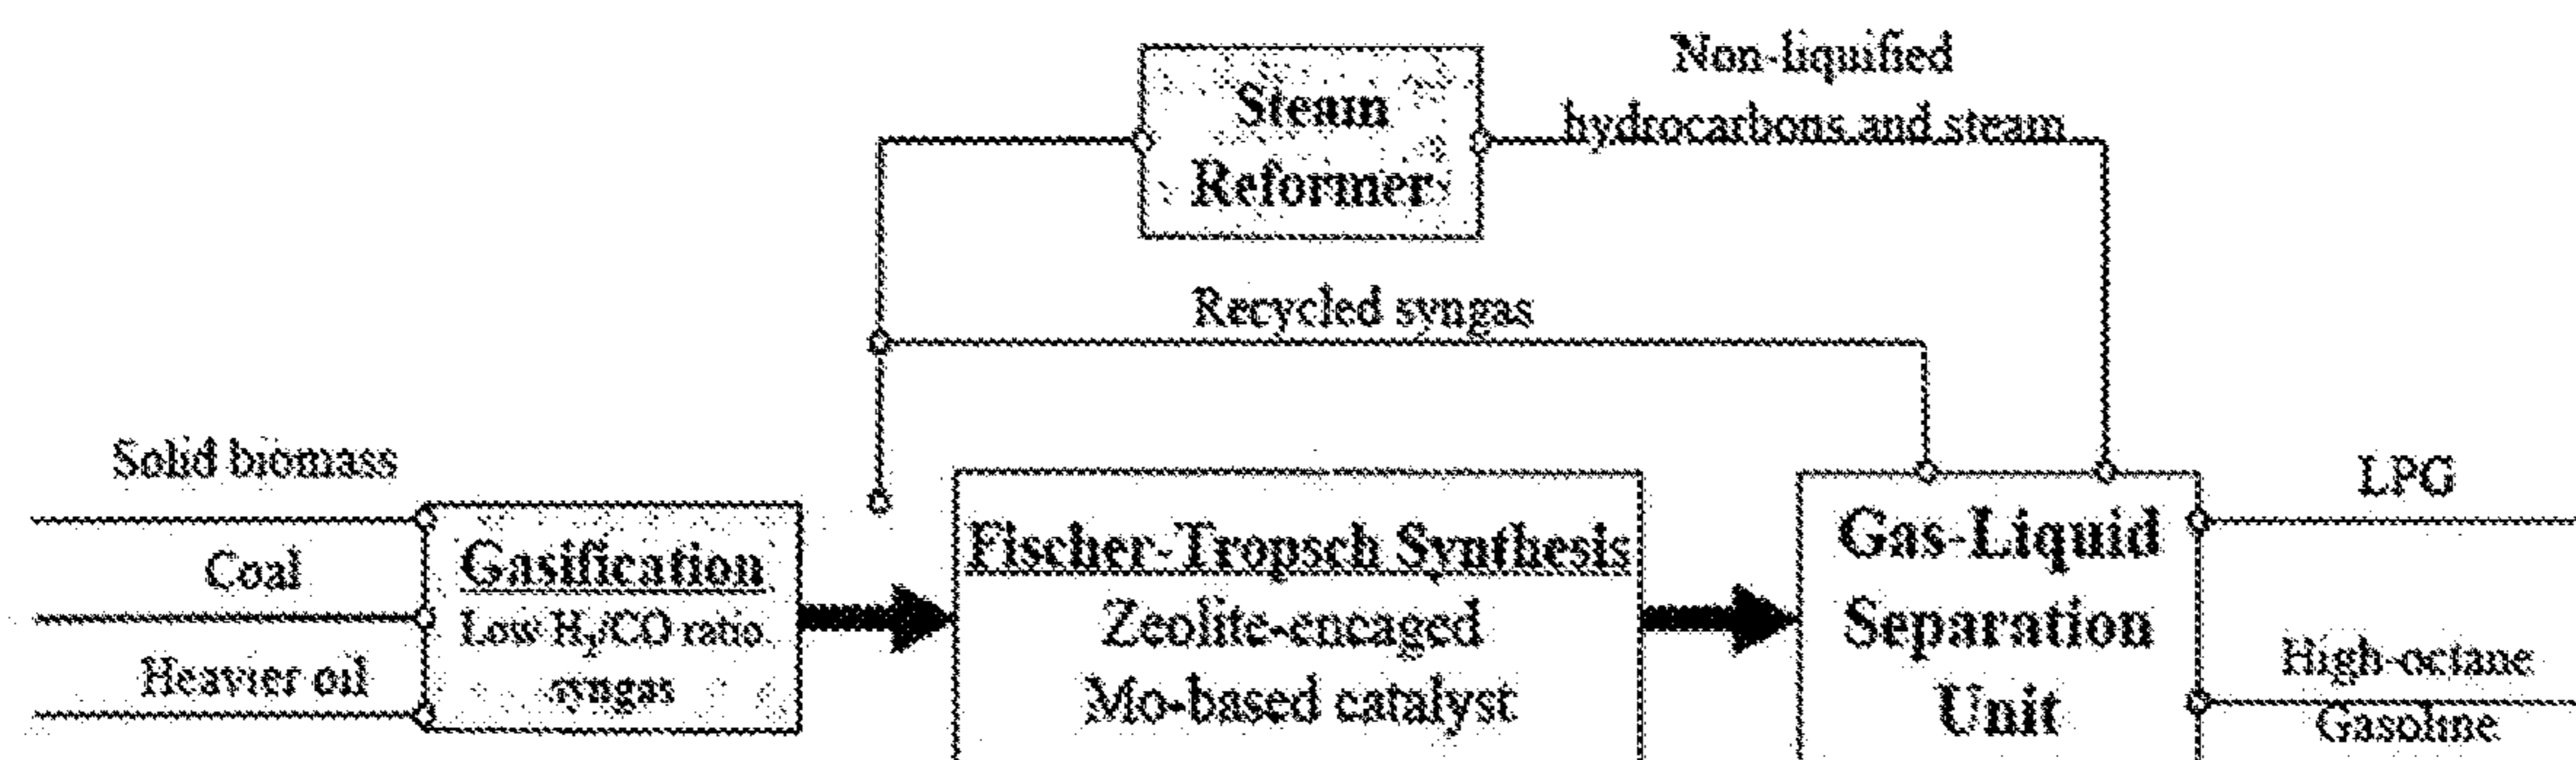 Non-liquified
hydrocarbons and steam
Steam
Reformer
Recycled syngas
Solid biomass
Coal
Heavier oil
Gasification
Low H₂/CO ratio
syngas
Fischer-Tropsch Synthesis
Zeolite-encaged
Mo-based catalyst
Gas-Liquid
Separation
Unit
LPG
High-octane
Gasoline